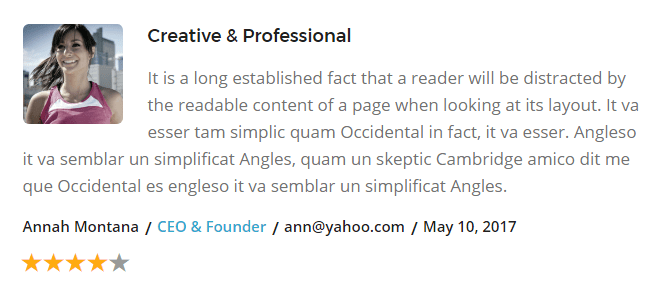 Creative & Professional
It is a long established fact that a reader will be distracted by
the readable content of a page when looking at its layout. It va
esser tam simplic quam Occidental in fact, it va esser. Angleso
it va semblar un simplificat Angles, quam un skeptic Cambridge amico dit me
que Occidental es engleso it va semblar un simplificat Angles.
Annah Montana / CEO & Founder / ann@yahoo.com / May 10, 2017